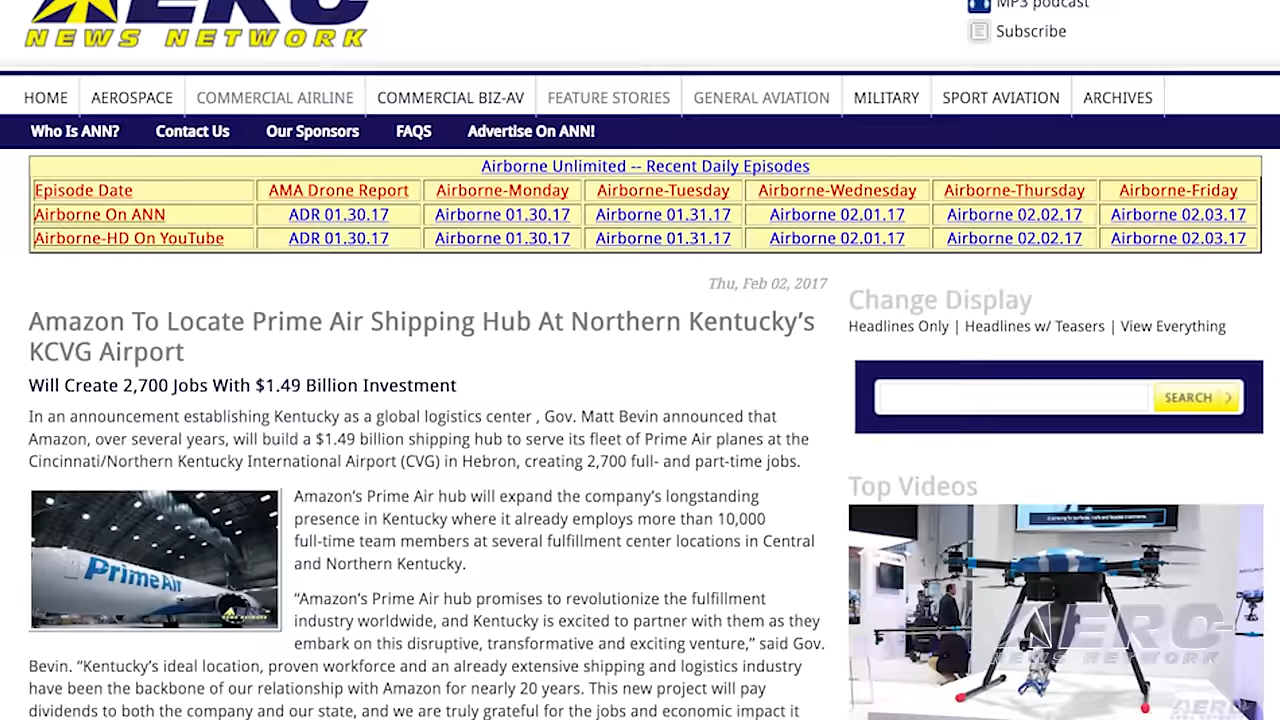 AERO
NEWS NETWORK
MP3 podcast
Subscribe
HOME AEROSPACE COMMERCIAL AIRLINE COMMERCIAL BIZ-AV FEATURE STORIES GENERAL AVIATION MILITARY SPORT AVIATION ARCHIVES
Who Is ANN? Contact Us Our Sponsors FAQS Advertise On ANN!
Airborne Unlimited -- Recent Daily Episodes
Episode Date AMA Drone Report Airborne-Monday Airborne-Tuesday Airborne-Wednesday Airborne-Thursday Airborne-Friday
Airborne On ANN ADR 01.30.17 Airborne 01.30.17 Airborne 01.31.17 Airborne 02.01.17 Airborne 02.02.17 Airborne 02.03.17
Airborne-HD On YouTube ADR 01.30.17 Airborne 01.30.17 Airborne 01.31.17 Airborne 02.01.17 Airborne 02.02.17 Airborne 02.03.17
Thu, Feb 02, 2017
Amazon To Locate Prime Air Shipping Hub At Northern Kentucky’s
KCVG Airport
Will Create 2,700 Jobs With $1.49 Billion Investment
In an announcement establishing Kentucky as a global logistics center , Gov. Matt Bevin announced that
Amazon, over several years, will build a $1.49 billion shipping hub to serve its fleet of Prime Air planes at the
Cincinnati/Northern Kentucky International Airport (CVG) in Hebron, creating 2,700 full- and part-time jobs.
Prime Air
Amazon’s Prime Air hub will expand the company’s longstanding
presence in Kentucky where it already employs more than 10,000
full-time team members at several fulfillment center locations in Central
and Northern Kentucky.
“Amazon’s Prime Air hub promises to revolutionize the fulfillment
industry worldwide, and Kentucky is excited to partner with them as they
embark on this disruptive, transformative and exciting venture,” said Gov.
Bevin. “Kentucky’s ideal location, proven workforce and an already extensive shipping and logistics industry
have been the backbone of our relationship with Amazon for nearly 20 years. This new project will pay
dividends to both the company and our state, and we are truly grateful for the jobs and economic impact it
Change Display
Headlines Only | Headlines w/ Teasers | View Everything
SEARCH
Top Videos
AERO
NEWS NETWORK